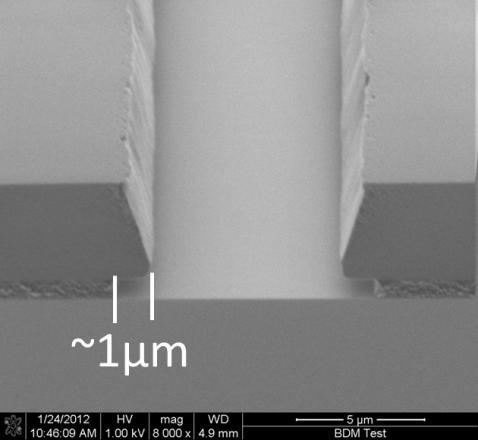 ~1µm
1/24/2012 HV mag WD 5 µm
10:46:09 AM 1.00 kV 8 000 x 4.9 mm BDM Test